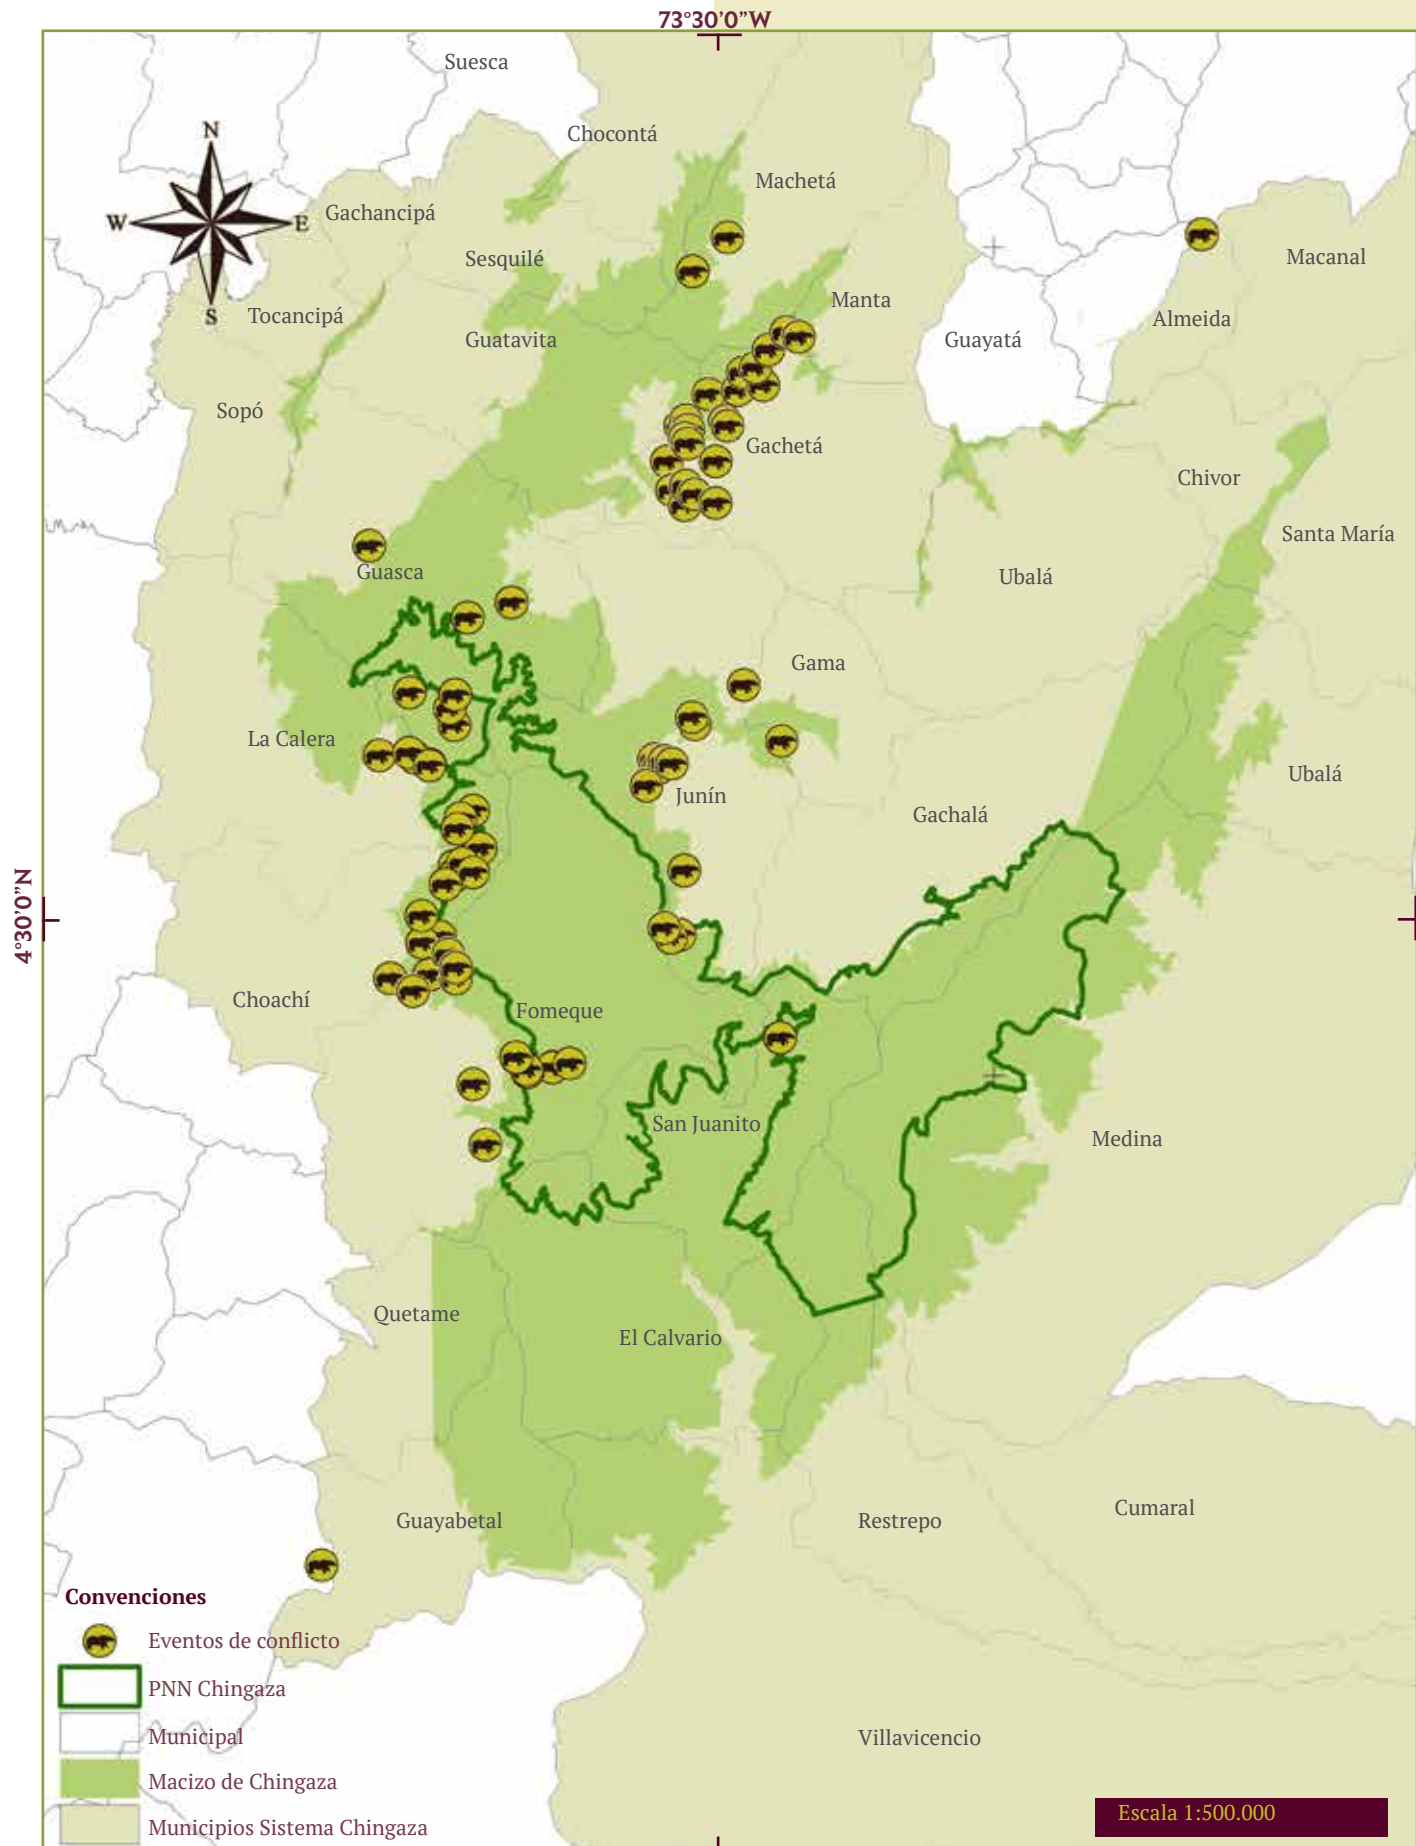 73°30'0"W
Suesca
Chocontá
N
Machetá
Gachancipá
W
E
Sesquilé
Macanal
Manta
S
Tocancipá
Almeida
Guatavita
Guayatá
Sopó
Gachetá
Chivor
Santa María
Guasca
Ubalá
Gama
La Calera
Ubalá
Junín
Gachalá
4°30'0"N
Choachí
Fomeque
San Juanito
Medina
Quetame
El Calvario
Cumaral
Guayabetal
Restrepo
Convenciones
Eventos de conflicto
PNN Chingaza
Municipal
Villavicencio
Macizo de Chingaza
Escala 1:500.000
Municipios Sistema Chingaza